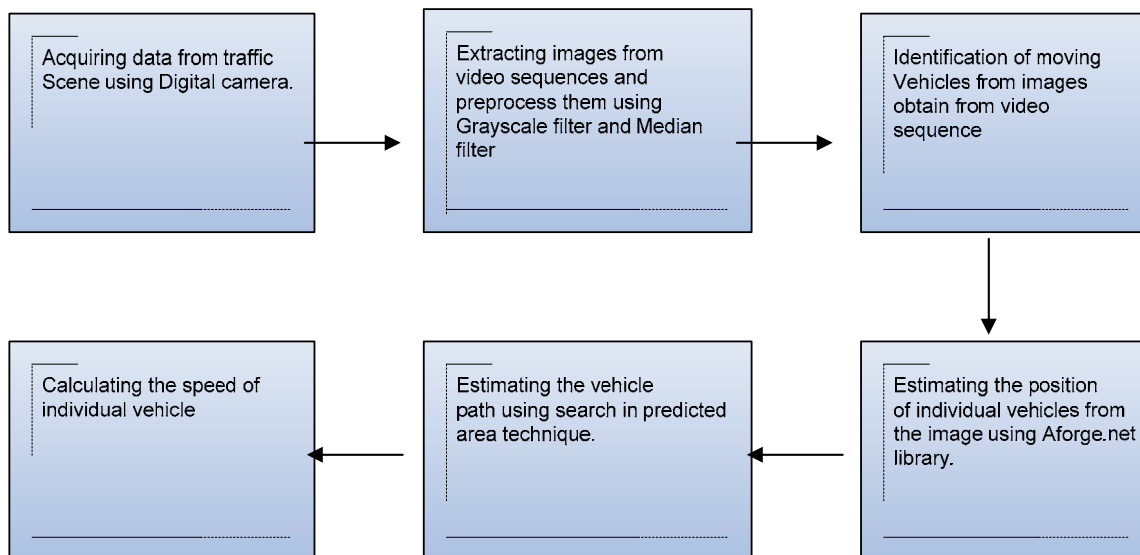 Acquiring data from traffic
Scene using Digital camera.
Extracting images from
video sequences and
preprocess them using
Grayscale filter and Median
filter
Identification of moving
Vehicles from images
obtain from video
sequence
Estimating the position
of individual vehicles from
the image using Aforge.net
library.
Estimating the vehicle
path using search in predicted
area technique.
Calculating the speed of
individual vehicle